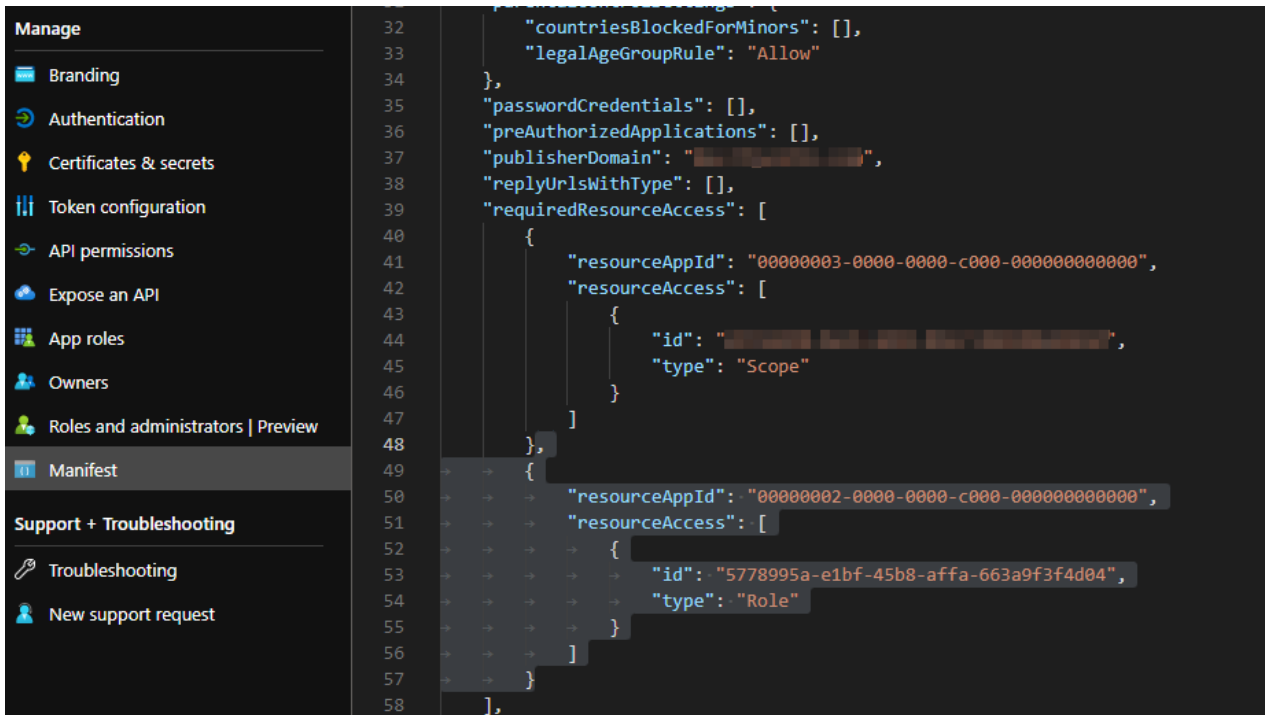 Manage
Branding
Authentication
Certificates & secrets
Token configuration
API permissions
Expose an API
App roles
Owners
Roles and administrators | Preview
Manifest
Support + Troubleshooting
Troubleshooting
New support request
32 "countriesBlockedForMinors": [],
33 "legalAgeGroupRule": "Allow"
34 },
35 "passwordCredentials": [],
36 "preAuthorizedApplications": [],
37 "publisherDomain": "",
38 "replyUrlsWithType": [],
39 "requiredResourceAccess": [
40 {
41 "resourceAppId": "00000003-0000-0000-c000-000000000000",
42 "resourceAccess": [
43 {
44 "id": "",
45 "type": "Scope"
46 }
47 ]
48 },
49 {
50 "resourceAppId": "00000002-0000-0000-c000-000000000000",
51 "resourceAccess": [
52 {
53 "id": "5778995a-e1bf-45b8-affa-663a9f3f4d04",
54 "type": "Role"
55 }
56 ]
57 }
58 ],